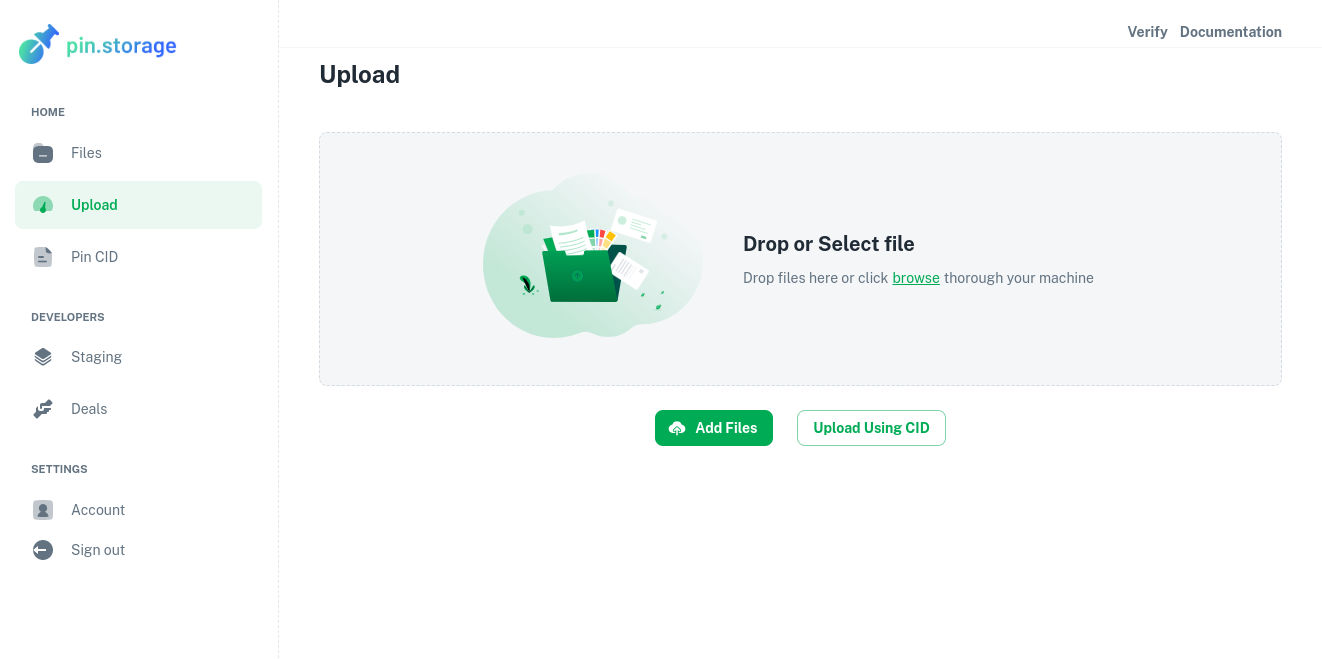 pin.storage
Verify Documentation
Upload
HOME
Files
Upload
Pin CID
DEVELOPERS
Staging
Deals
SETTINGS
Account
Sign out
Drop or Select file
Drop files here or click browse thorough your machine
Add Files
Upload Using CID